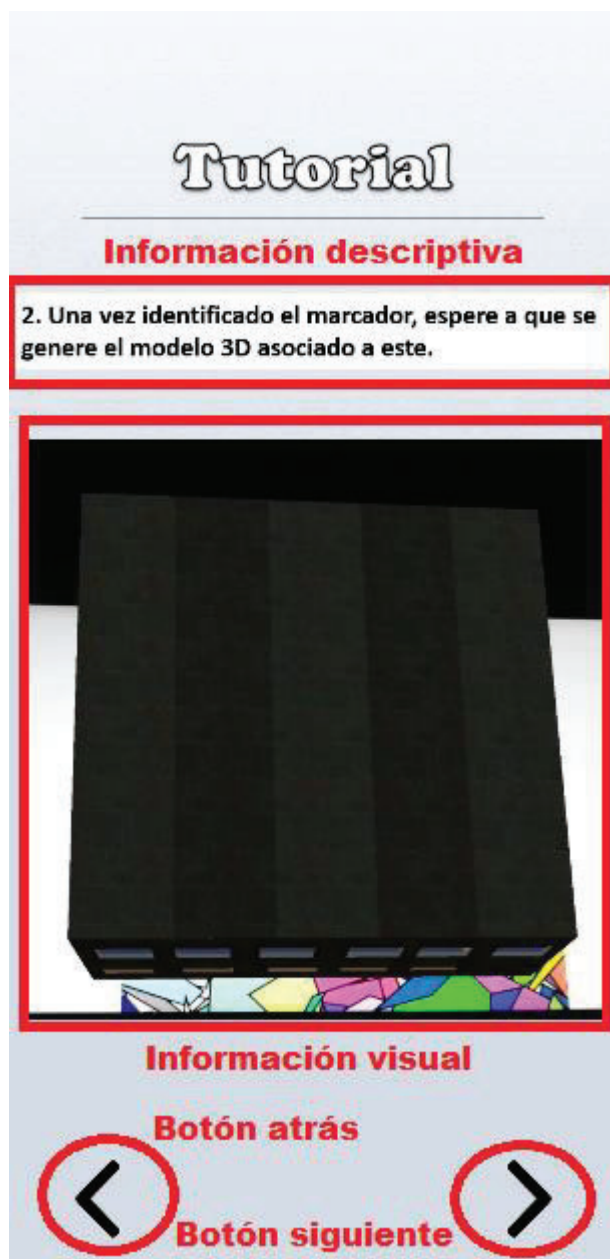 Tutorial
Información descriptiva
2. Una vez identificado el marcador, espere a que se
genere el modelo 3D asociado a este.
Información visual
Botón atrás
Botón siguiente